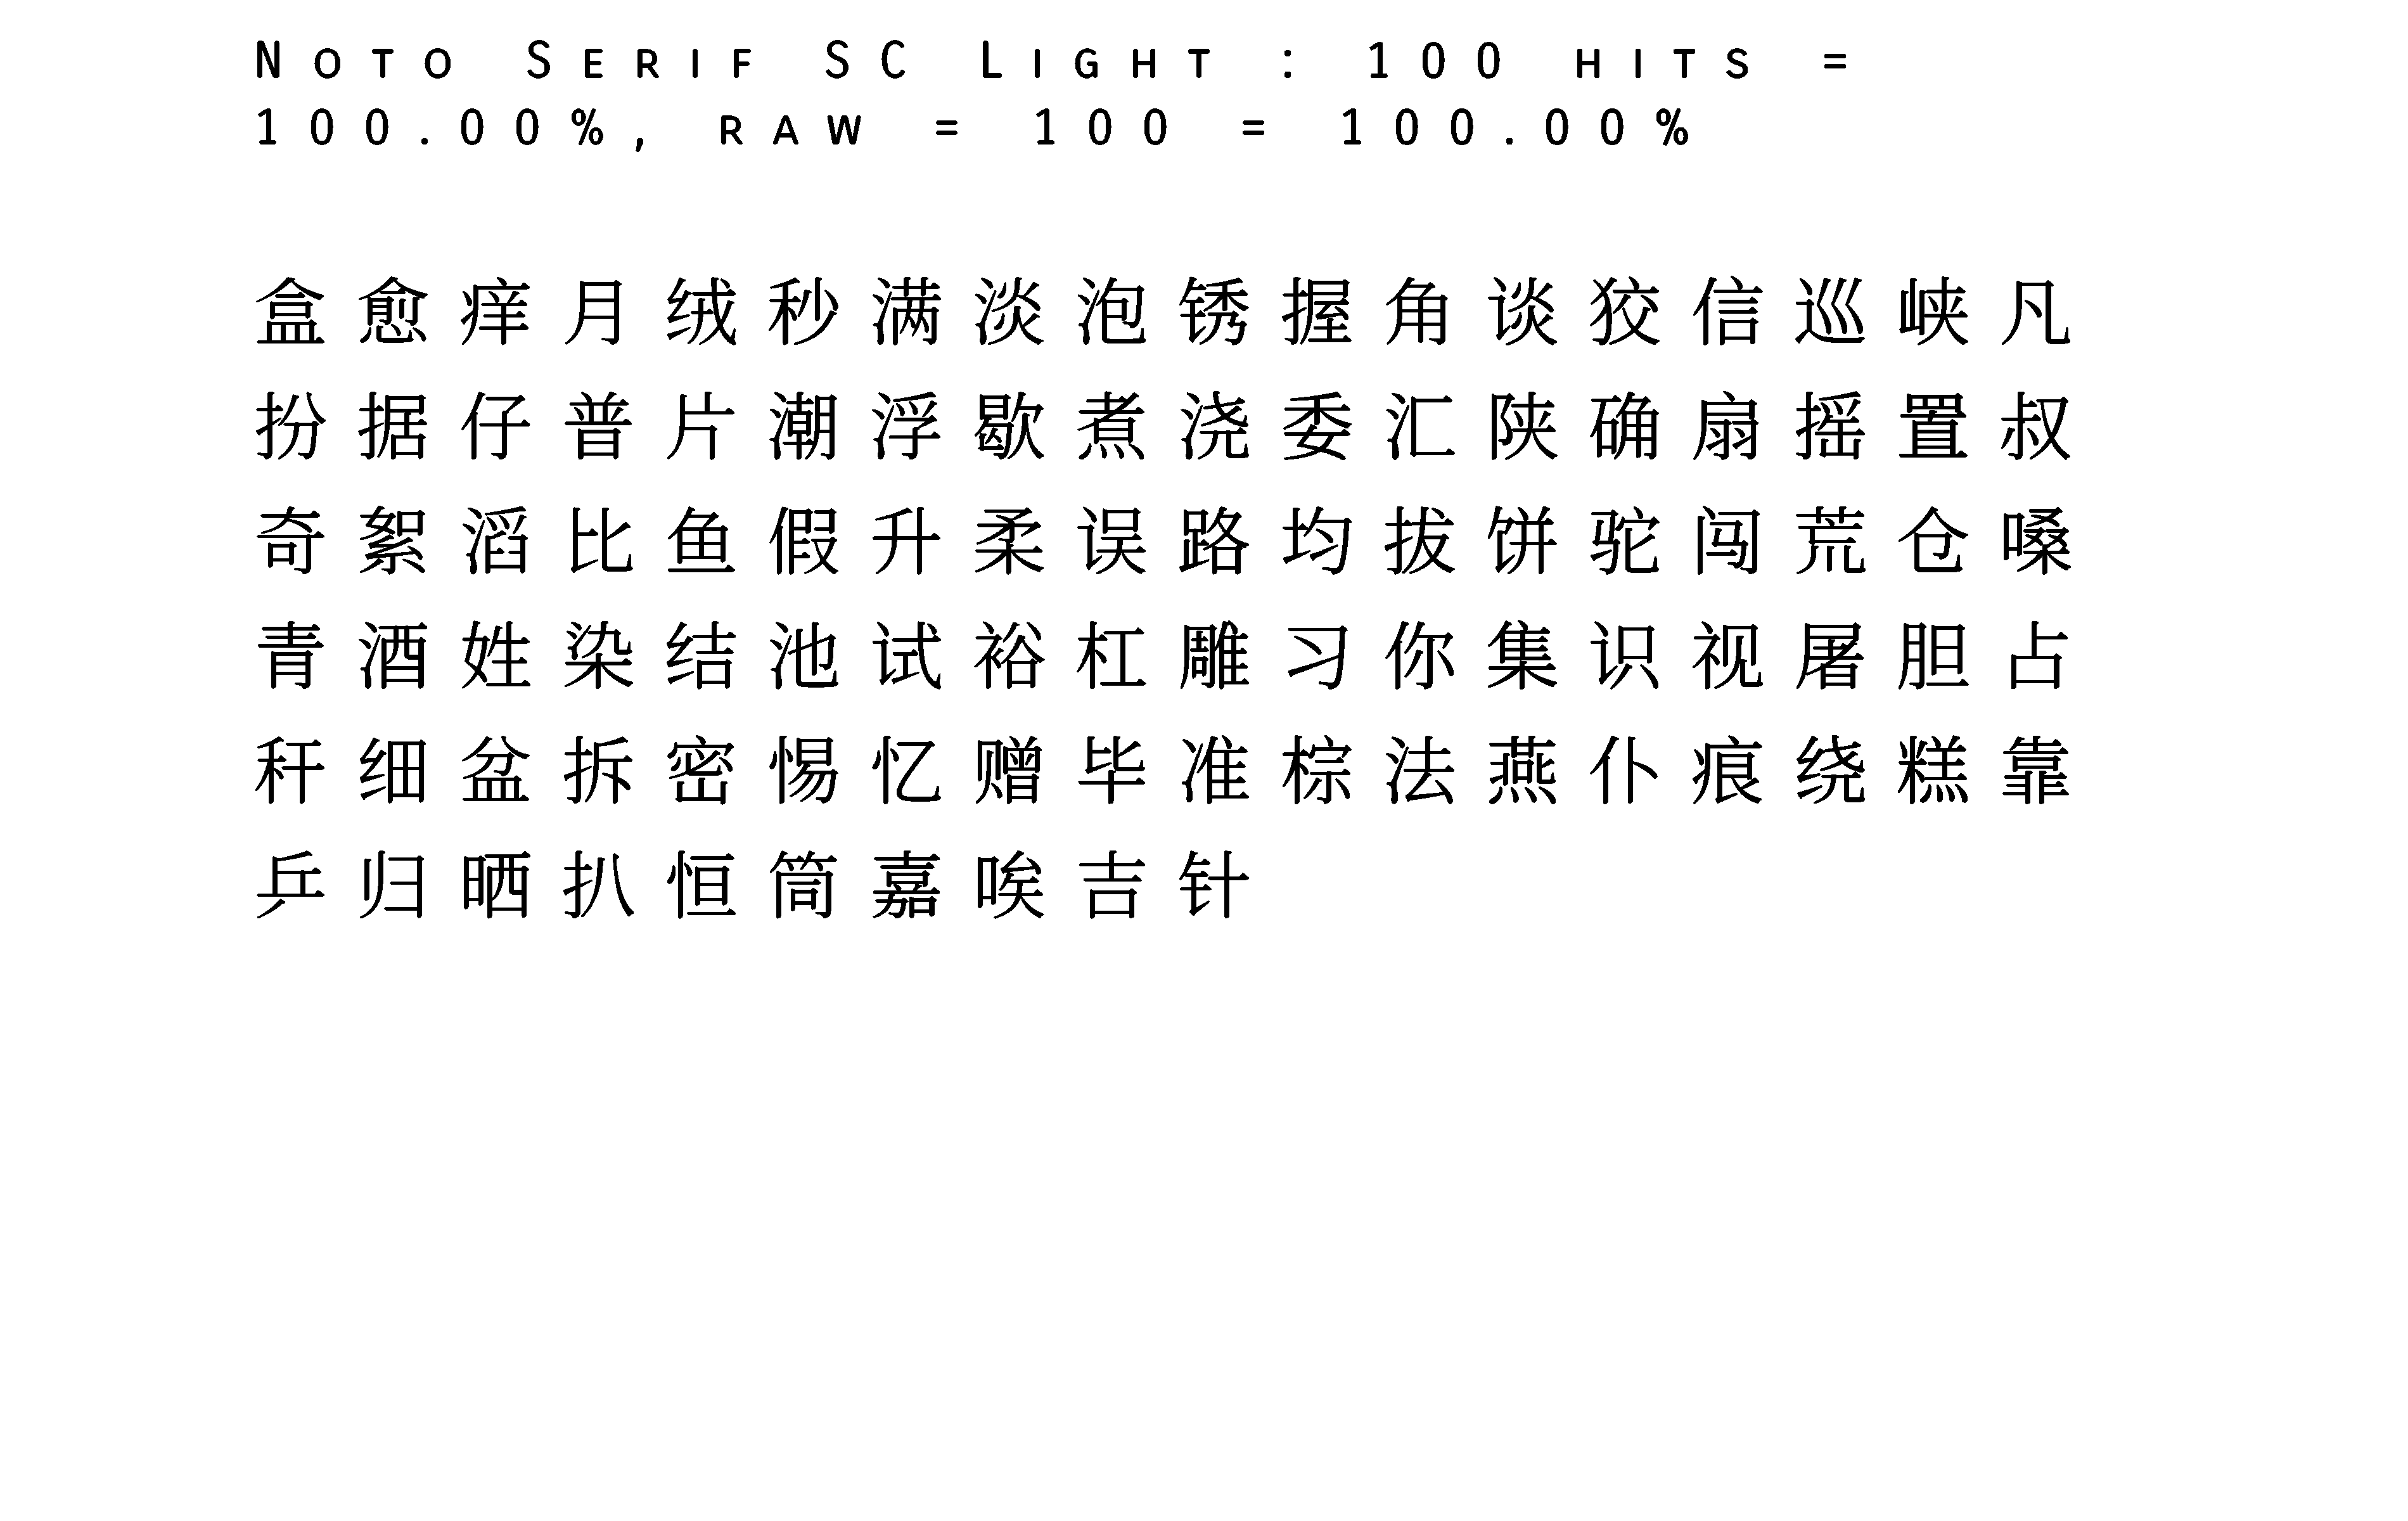 Noto Serif SC Light : 100 hits =
100.00%, raw = 100 = 100.00%
盒愈痒月绒秒满淡泡锈握角谈狡信巡峡凡
扮据仔普片潮浮歇煮浇委汇陕确扇摇置叔
奇絮滔比鱼假升柔误路均拔饼驼闯荒仓嗓
青酒姓染结池试裕杠雕习你集识视屠胆占
秆细盆拆密惕忆赠毕准棕法燕仆痕绕糕靠
乒归晒扒恒筒嘉唉吉针